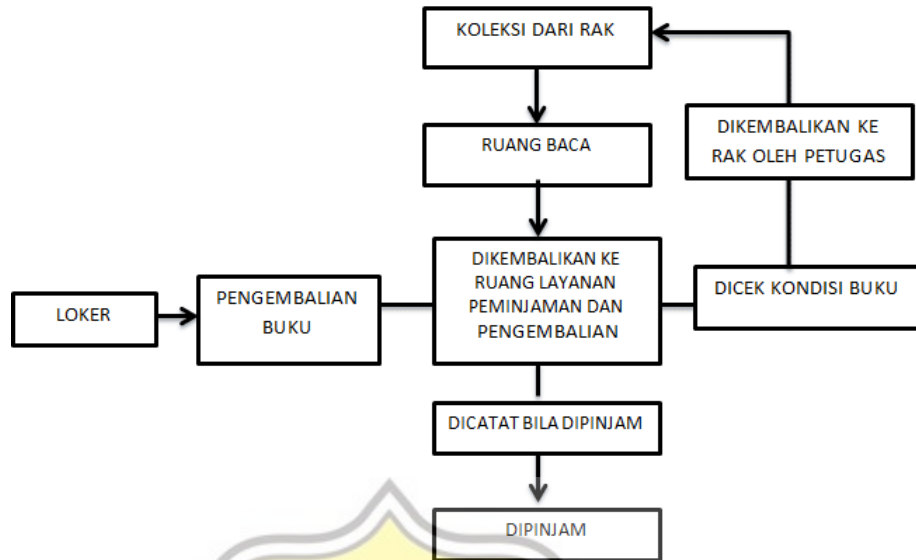 KOLEKSI DARI RAK
DIKEMBALIKAN KE
RAK OLEH PETUGAS
RUANG BACA
DIKEMBALIKAN KE
RUANG LAYANAN
PEMINJAMAN DAN
PENGEMBALIAN
LOKER
PENGEMBALIAN
BUKU
DICEK KONDISI BUKU
DICATAT BILA DIPINJAM
DIPINJAM